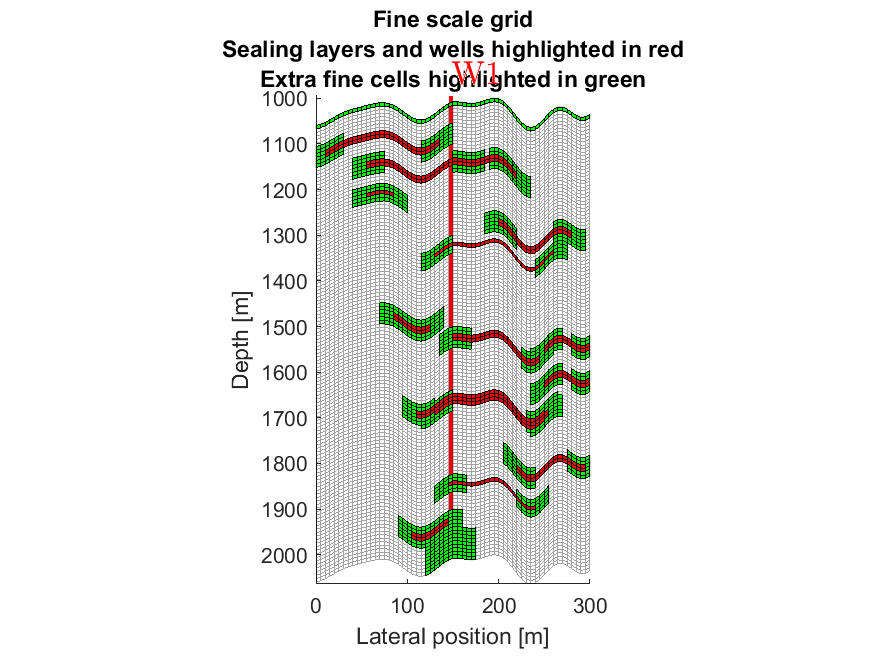 Fine scale grid
Sealing layers and wells highlighted in red
Extra fine cells highlighted in green
W1
1000
1100
1200
1300
1400
1500
1600
1700
1800
1900
2000
Depth [m]
0 100 200 300
Lateral position [m]